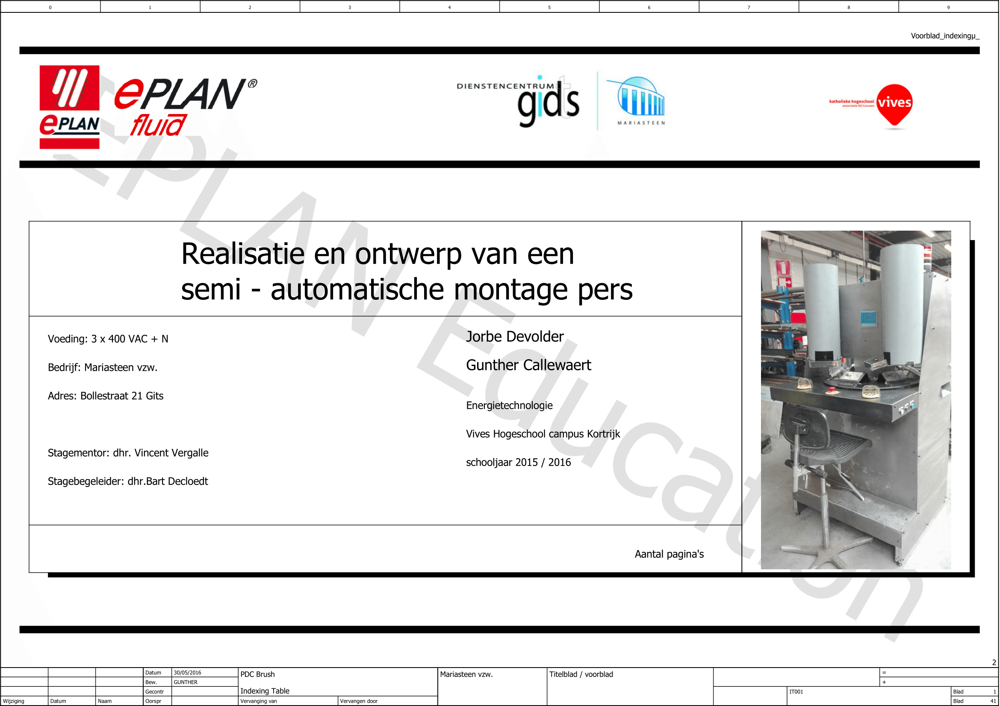 0 1 2 3 4 5 6 7 8 9
Voorblad_indexingµ_
ePLAN
ePLAN®
fluid
DIENSTENCENTRUM
gidts
MARIASTEEN
katholieke hogeschool
associatie KU Leuven
vives
EPLAN Education
Realisatie en ontwerp van een
semi - automatische montage pers
Voeding: 3 x 400 VAC + N
Bedrijf: Mariasteen vzw.
Adres: Bollestraat 21 Gits
Stagementor: dhr. Vincent Vergalle
Stagebegeleider: dhr.Bart Decloedt
Jorbe Devolder
Gunther Callewaert
Energietechnologie
Vives Hogeschool campus Kortrijk
schooljaar 2015 / 2016
Aantal pagina's
2
Datum 30/05/2016
Bew. GUNTHER
Gecontr
Wijziging Datum Naam Oorspr
PDC Brush
Indexing Table
Vervanging van Vervangen door
Mariasteen vzw.
Titelblad / voorblad
=
+
IT001
Blad 1
Blad 41